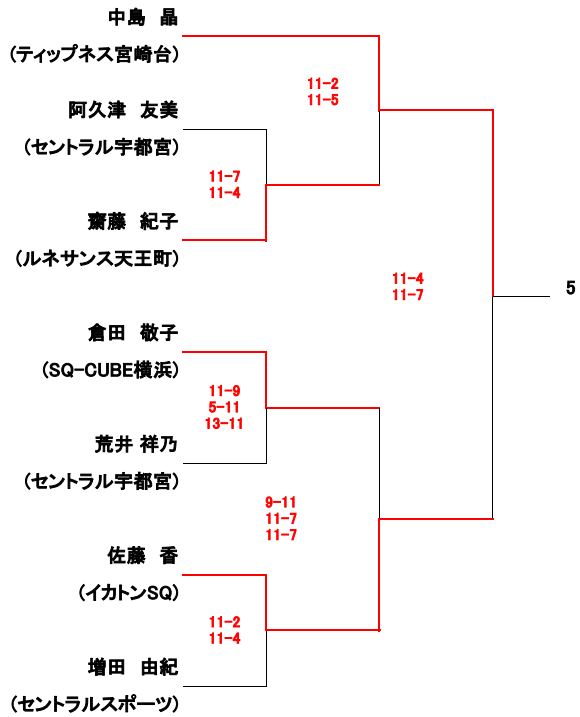 中島　晶
(ティップネス宮崎台)
11-2
11-5
阿久津　友美
(セントラル宇都宮)
11-7
11-4
齋藤　紀子
(ルネサンス天王町)
11-4
11-7
5
倉田　敬子
(SQ-CUBE横浜)
11-9
5-11
13-11
荒井 祥乃
(セントラル宇都宮)
9-11
11-7
11-7
佐藤　香
(イカトンSQ)
11-2
11-4
増田　由紀
(セントラルスポーツ)